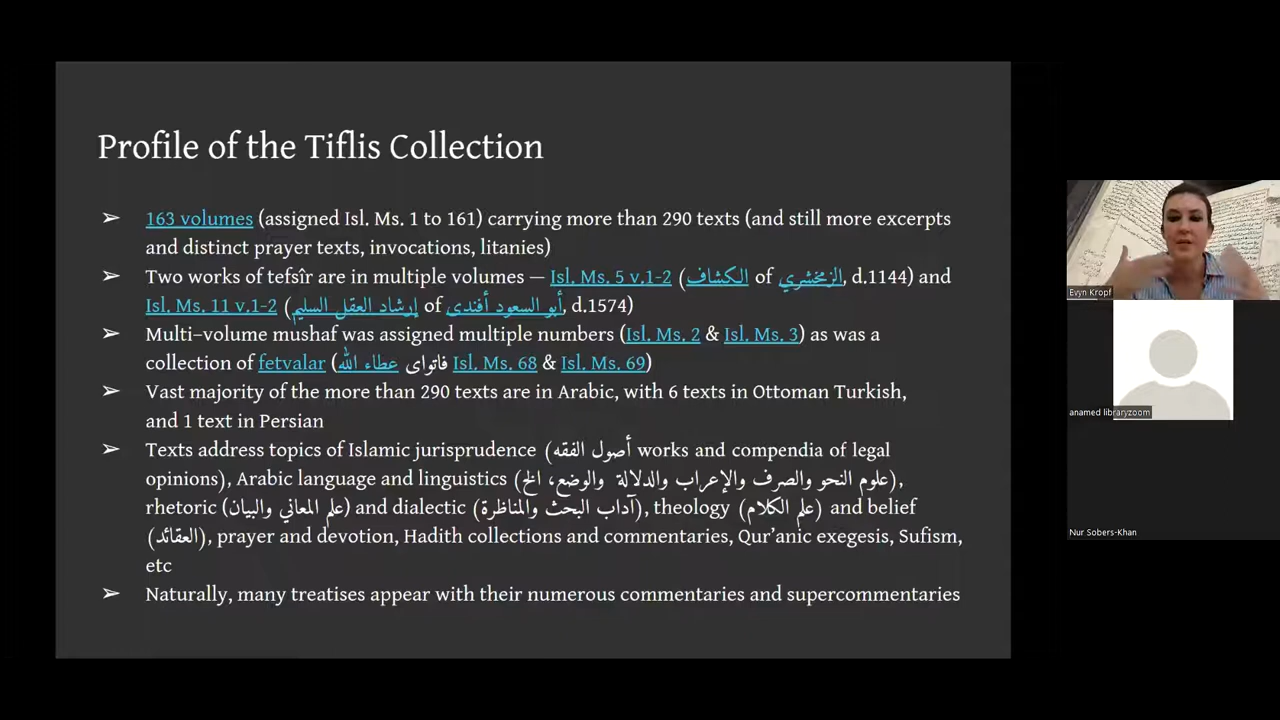 Profile of the Tiflis Collection
➢ 163 volumes (assigned Isl. Ms. 1 to 161) carrying more than 290 texts (and still more excerpts
and distinct prayer texts, invocations, litanies)
➢ Two works of tefsîr are in multiple volumes — Isl. Ms. 5 v.1-2 (الكشاف of الزمخشري, d.1144) and
Isl. Ms. 11 v.1-2 (إرشاد العقل السليم of أبو السعود أفندى, d.1574)
➢ Multi-volume mushaf was assigned multiple numbers (Isl. Ms. 2 & Isl. Ms. 3) as was a
collection of fetvalar (فاتواى عطاء الله Isl. Ms. 68 & Isl. Ms. 69)
➢ Vast majority of the more than 290 texts are in Arabic, with 6 texts in Ottoman Turkish,
and 1 text in Persian
➢ Texts address topics of Islamic jurisprudence (أصول الفقه works and compendia of legal
opinions), Arabic language and linguistics (علوم النحو والصرف والإعراب والدلالة والوضع، الخ),
rhetoric (علم المعاني والبيان) and dialectic (آداب البحث والمناظرة), theology (علم الكلام) and belief
(العقائد), prayer and devotion, Hadith collections and commentaries, Qur’anic exegesis, Sufism,
etc
➢ Naturally, many treatises appear with their numerous commentaries and supercommentaries
Evyn Kropf
anamed libraryzoom
Nur Sobers-Khan